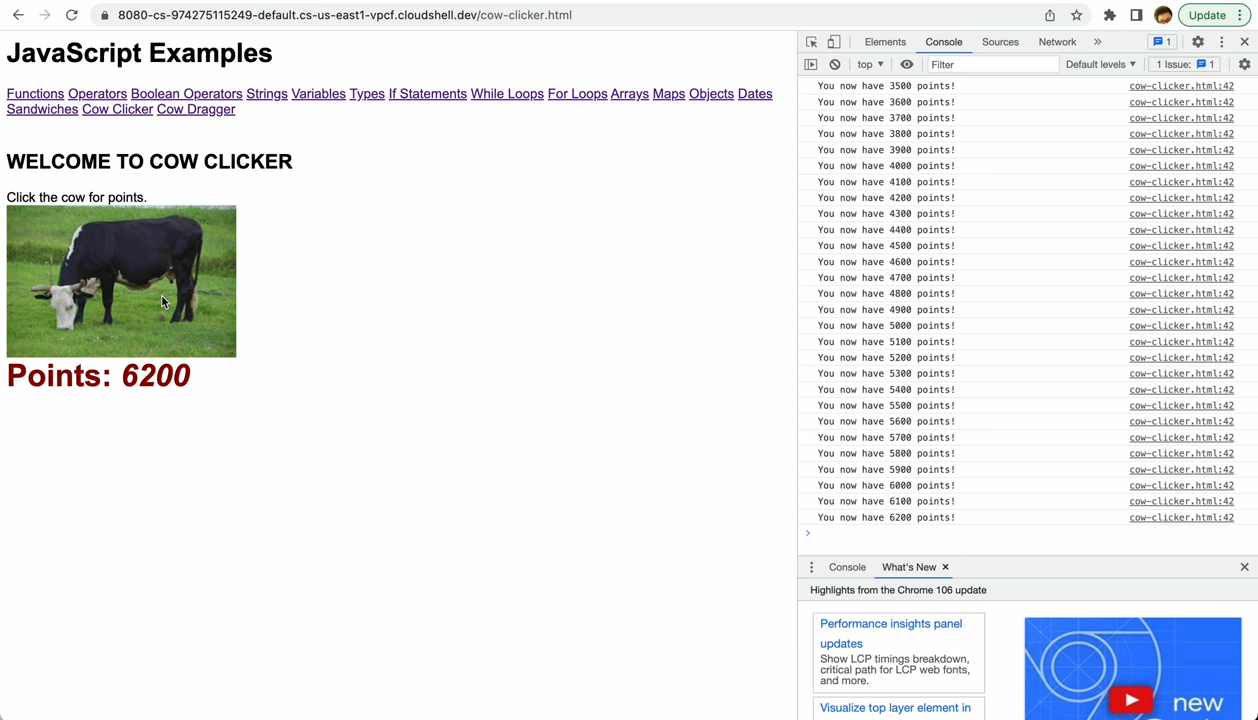 8080-cs-974275115249-default.cs-us-east1-vpcf.cloudshell.dev/cow-clicker.html
Update
JavaScript Examples
Functions Operators Boolean Operators Strings Variables Types If Statements While Loops For Loops Arrays Maps Objects Dates
Sandwiches Cow Clicker Cow Dragger
WELCOME TO COW CLICKER
Click the cow for points.
Points: 6200
Elements Console Sources Network » 1
top ▼ Filter Default levels ▼ 1 Issue: 1
You now have 3500 points! cow-clicker.html:42
You now have 3600 points! cow-clicker.html:42
You now have 3700 points! cow-clicker.html:42
You now have 3800 points! cow-clicker.html:42
You now have 3900 points! cow-clicker.html:42
You now have 4000 points! cow-clicker.html:42
You now have 4100 points! cow-clicker.html:42
You now have 4200 points! cow-clicker.html:42
You now have 4300 points! cow-clicker.html:42
You now have 4400 points! cow-clicker.html:42
You now have 4500 points! cow-clicker.html:42
You now have 4600 points! cow-clicker.html:42
You now have 4700 points! cow-clicker.html:42
You now have 4800 points! cow-clicker.html:42
You now have 4900 points! cow-clicker.html:42
You now have 5000 points! cow-clicker.html:42
You now have 5100 points! cow-clicker.html:42
You now have 5200 points! cow-clicker.html:42
You now have 5300 points! cow-clicker.html:42
You now have 5400 points! cow-clicker.html:42
You now have 5500 points! cow-clicker.html:42
You now have 5600 points! cow-clicker.html:42
You now have 5700 points! cow-clicker.html:42
You now have 5800 points! cow-clicker.html:42
You now have 5900 points! cow-clicker.html:42
You now have 6000 points! cow-clicker.html:42
You now have 6100 points! cow-clicker.html:42
You now have 6200 points! cow-clicker.html:42
Console What's New ×
Highlights from the Chrome 106 update
Performance insights panel
updates
Show LCP timings breakdown,
critical path for LCP web fonts,
and more.
Visualize top layer element in
new